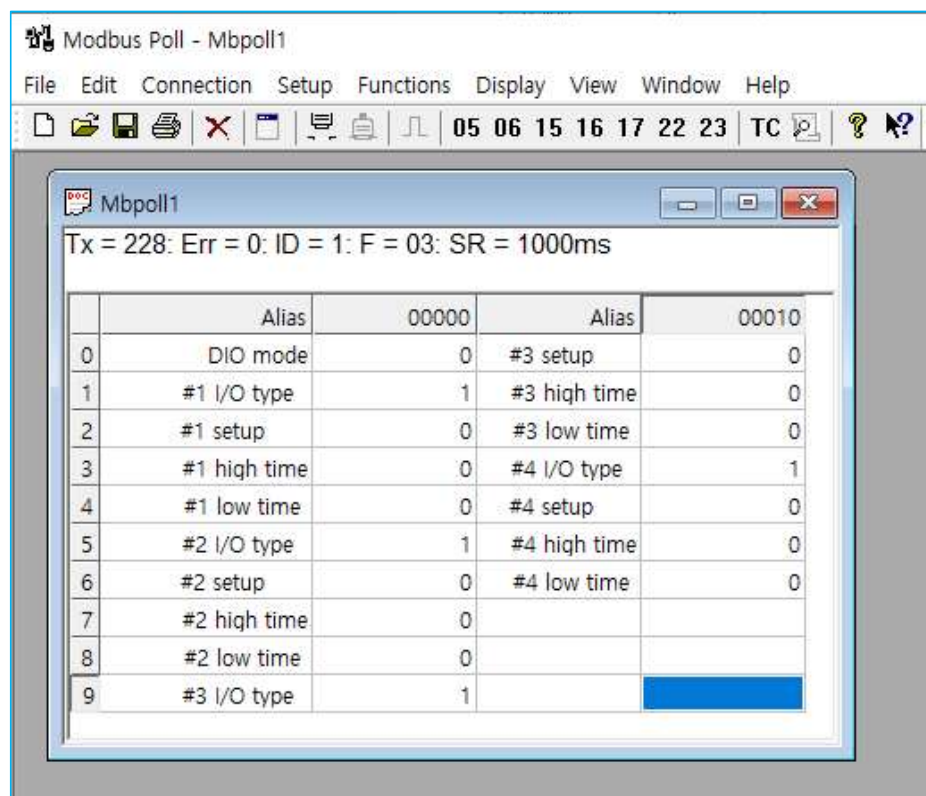 Modbus Poll - Mbpoll1
File Edit Connection Setup Functions Display View Window Help
05 06 15 16 17 22 23 TC
Mbpoll1
Tx = 228: Err = 0: ID = 1: F = 03: SR = 1000ms
Alias 00000 Alias 00010
0 DIO mode 0 #3 setup 0
1 #1 I/O type 1 #3 high time 0
2 #1 setup 0 #3 low time 0
3 #1 high time 0 #4 I/O type 1
4 #1 low time 0 #4 setup 0
5 #2 I/O type 1 #4 high time 0
6 #2 setup 0 #4 low time 0
7 #2 high time 0
8 #2 low time 0
9 #3 I/O type 1